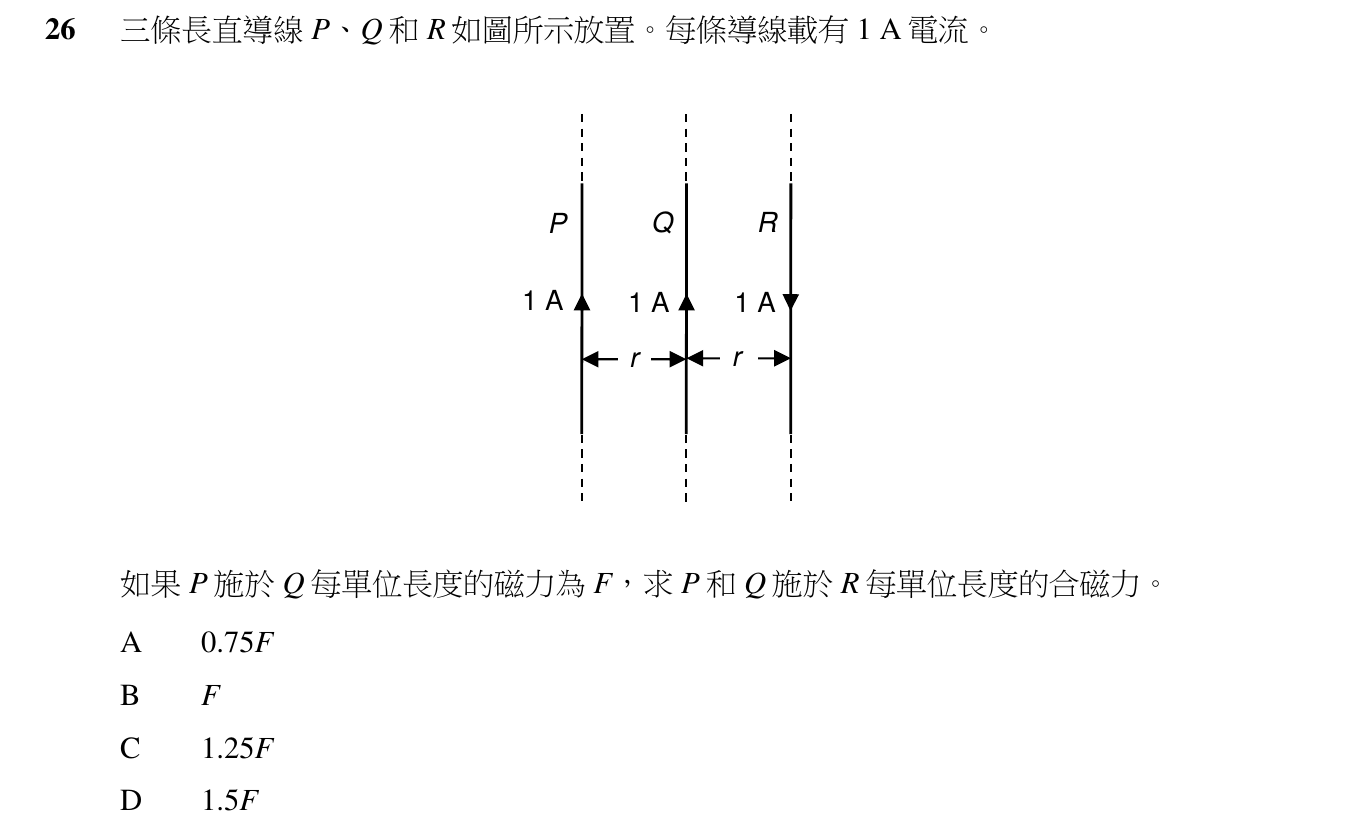 26 三條長直導線 P、Q 和 R 如圖所示放置。每條導線載有 1 A 電流。
P Q R
1 A 1 A 1 A
r r
如果 P 施於 Q 每單位長度的磁力為 F，求 P 和 Q 施於 R 每單位長度的合磁力。
A 0.75F
B F
C 1.25F
D 1.5F